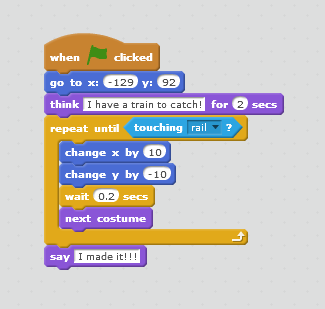 when clicked
go to x: -129 y: 92
think I have a train to catch! for 2 secs
repeat until touching rail ?
change x by 10
change y by -10
wait 0.2 secs
next costume
say I made it!!!